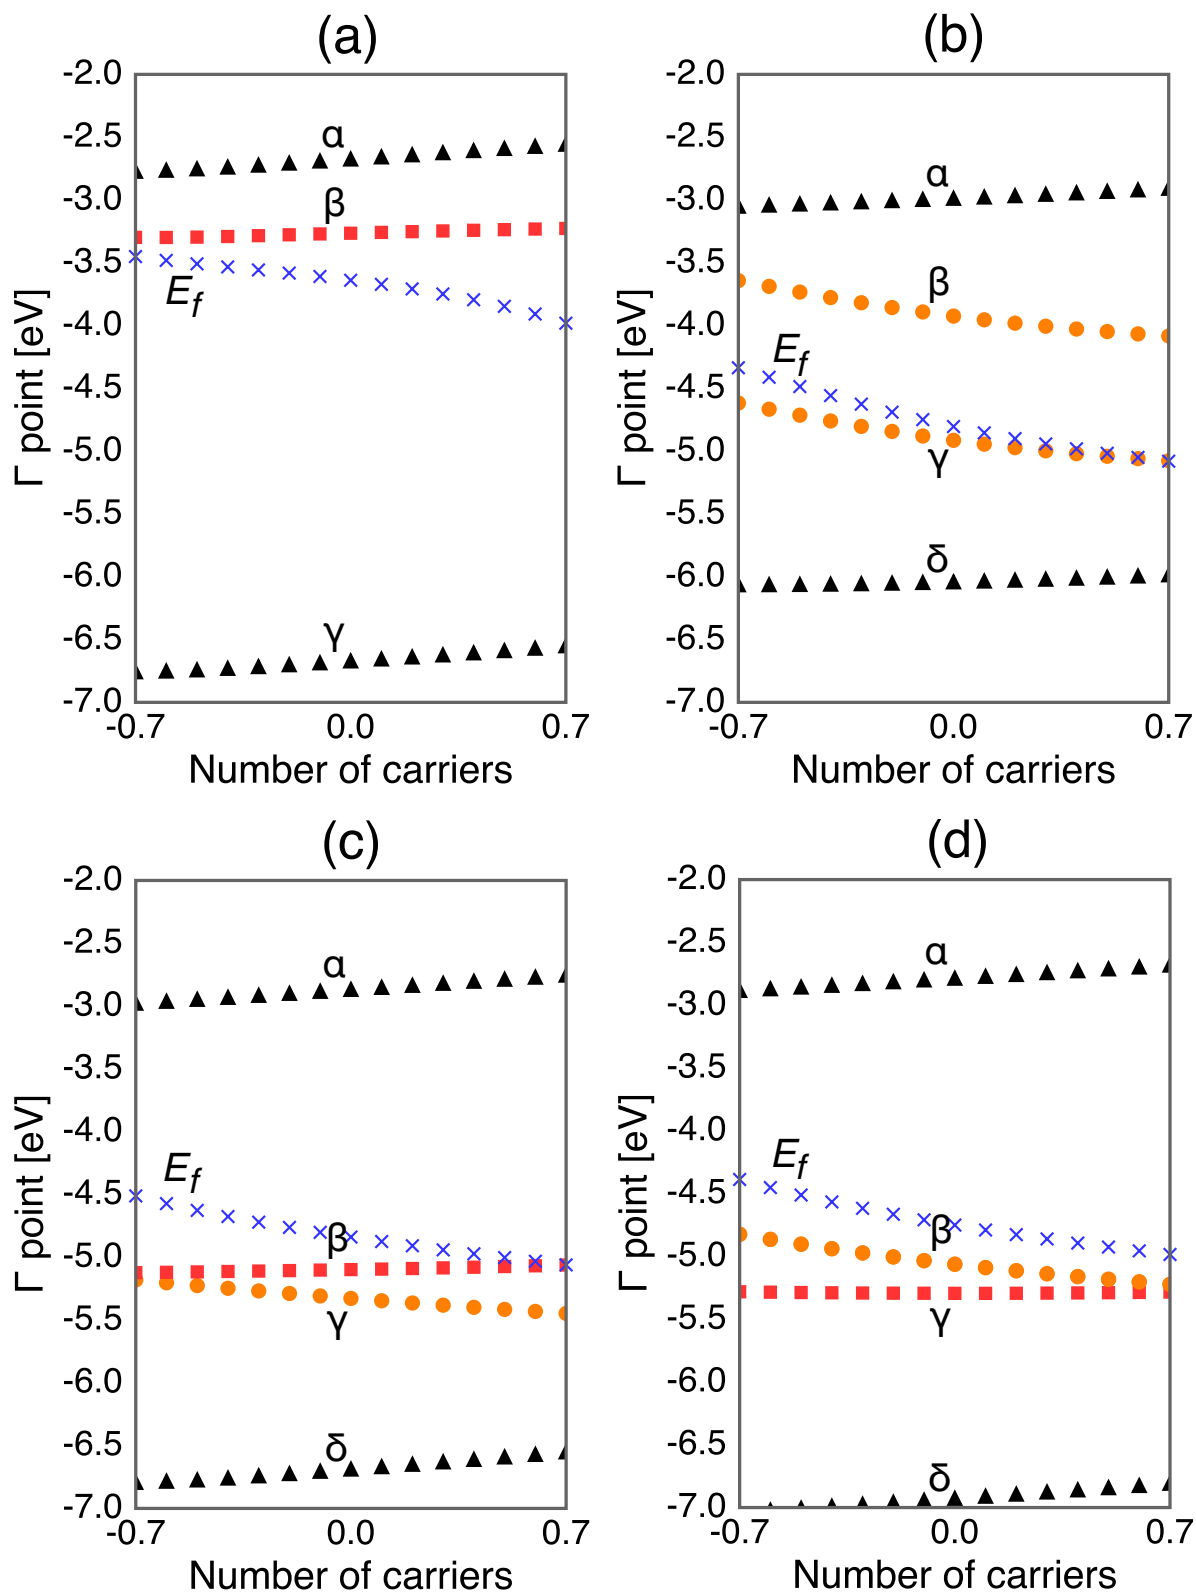 (a)
-2.0
-2.5
-3.0
-3.5
-4.0
-4.5
-5.0
-5.5
-6.0
-6.5
-7.0
Γ point [eV]
α
β
E_f
γ
-0.7 0.0 0.7
Number of carriers
(b)
-2.0
-2.5
-3.0
-3.5
-4.0
-4.5
-5.0
-5.5
-6.0
-6.5
-7.0
Γ point [eV]
α
β
E_f
γ
δ
-0.7 0.0 0.7
Number of carriers
(c)
-2.0
-2.5
-3.0
-3.5
-4.0
-4.5
-5.0
-5.5
-6.0
-6.5
-7.0
Γ point [eV]
α
E_f
β
γ
δ
-0.7 0.0 0.7
Number of carriers
(d)
-2.0
-2.5
-3.0
-3.5
-4.0
-4.5
-5.0
-5.5
-6.0
-6.5
-7.0
Γ point [eV]
α
E_f
β
γ
δ
-0.7 0.0 0.7
Number of carriers